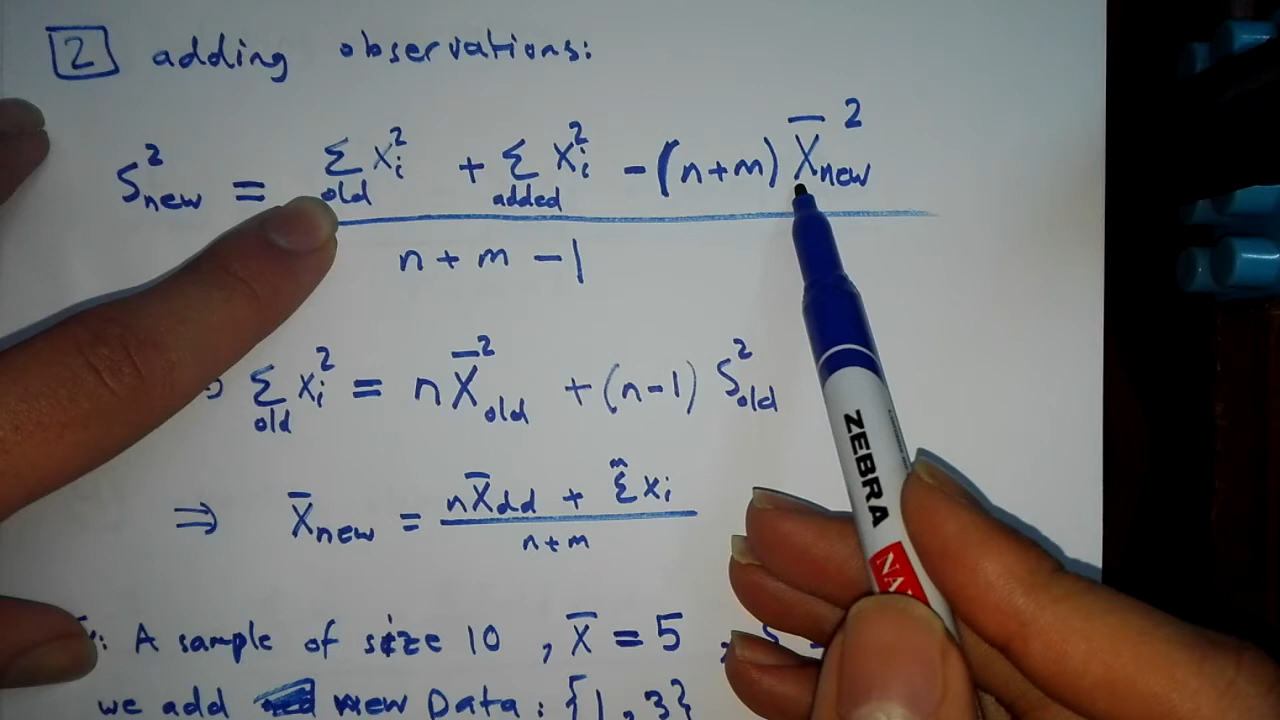 2 adding observations:
S²new = Σold xi² + Σadded xi² - (n+m) X̄new² / n+m-1
Σold xi² = n X̄old² + (n-1) S²old
⇒ X̄new = nX̄old + Σᵐ xi / n+m
: A sample of size 10, x̄ = 5
we add new Data: {1, 3}
ZEBRA